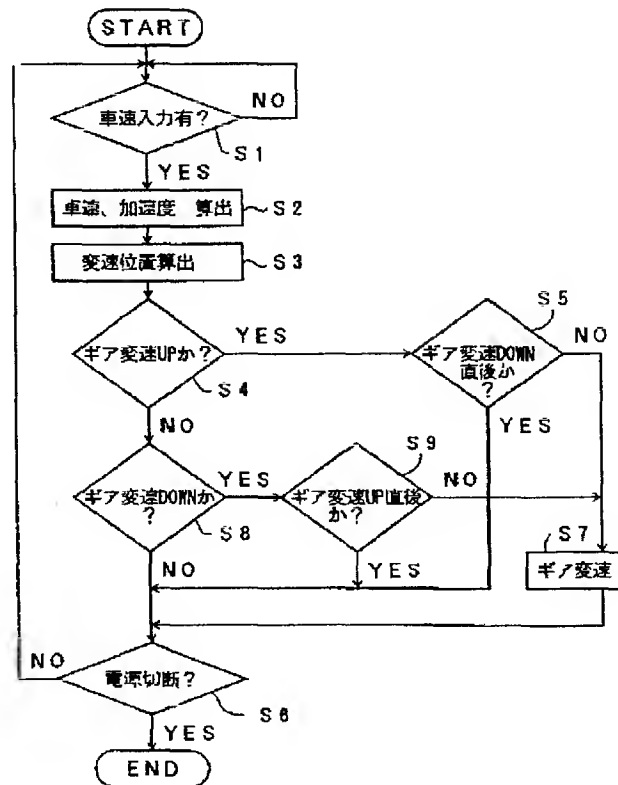 START
NO
車速入力有?
S1
YES
車速、加速度 算出
S2
変速位置算出
S3
S5
YES
NO
ギア変速UPか?
ギア変速DOWN
直後か
?
S4
YES
NO
S9
YES
NO
ギア変速DOWNか
?
ギア変速UP直後
か?
S8
S7
NO
YES
ギア変速
NO
電源切断?
S6
YES
END